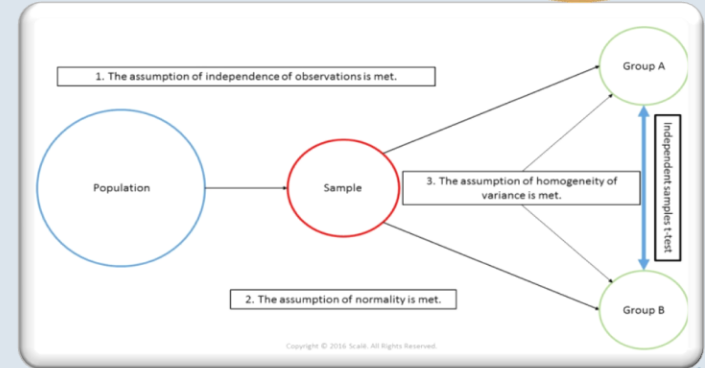 Group A
1. The assumption of independence of observations is met.
Independent samples t-test
Population
Sample
3. The assumption of homogeneity of
variance is met.
2. The assumption of normality is met.
Group B
Copyright © 2016 Scalë. All Rights Reserved.